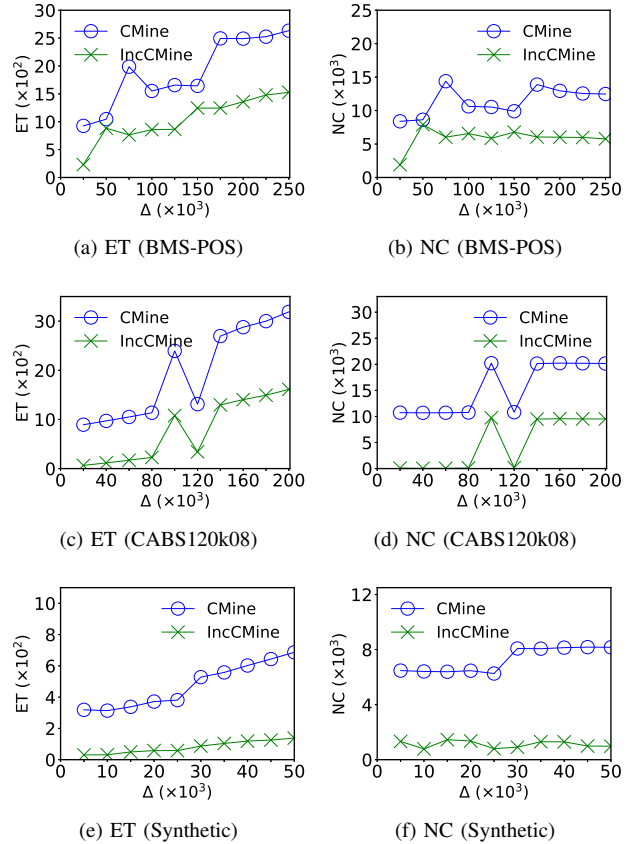 30
25
20
15
10
5
0
ET (×10²)
CMine
IncCMine
0 50 100 150 200 250
Δ (×10³)
(a) ET (BMS-POS)
25
20
15
10
5
0
NC (×10³)
CMine
IncCMine
0 50 100 150 200 250
Δ (×10³)
(b) NC (BMS-POS)
30
20
10
0
ET (×10²)
CMine
IncCMine
0 40 80 120 160 200
Δ (×10³)
(c) ET (CABS120k08)
30
25
20
15
10
5
0
NC (×10³)
CMine
IncCMine
0 40 80 120 160 200
Δ (×10³)
(d) NC (CABS120k08)
10
8
6
4
2
0
ET (×10²)
CMine
IncCMine
0 10 20 30 40 50
Δ (×10³)
(e) ET (Synthetic)
12
8
4
0
NC (×10³)
CMine
IncCMine
0 10 20 30 40 50
Δ (×10³)
(f) NC (Synthetic)